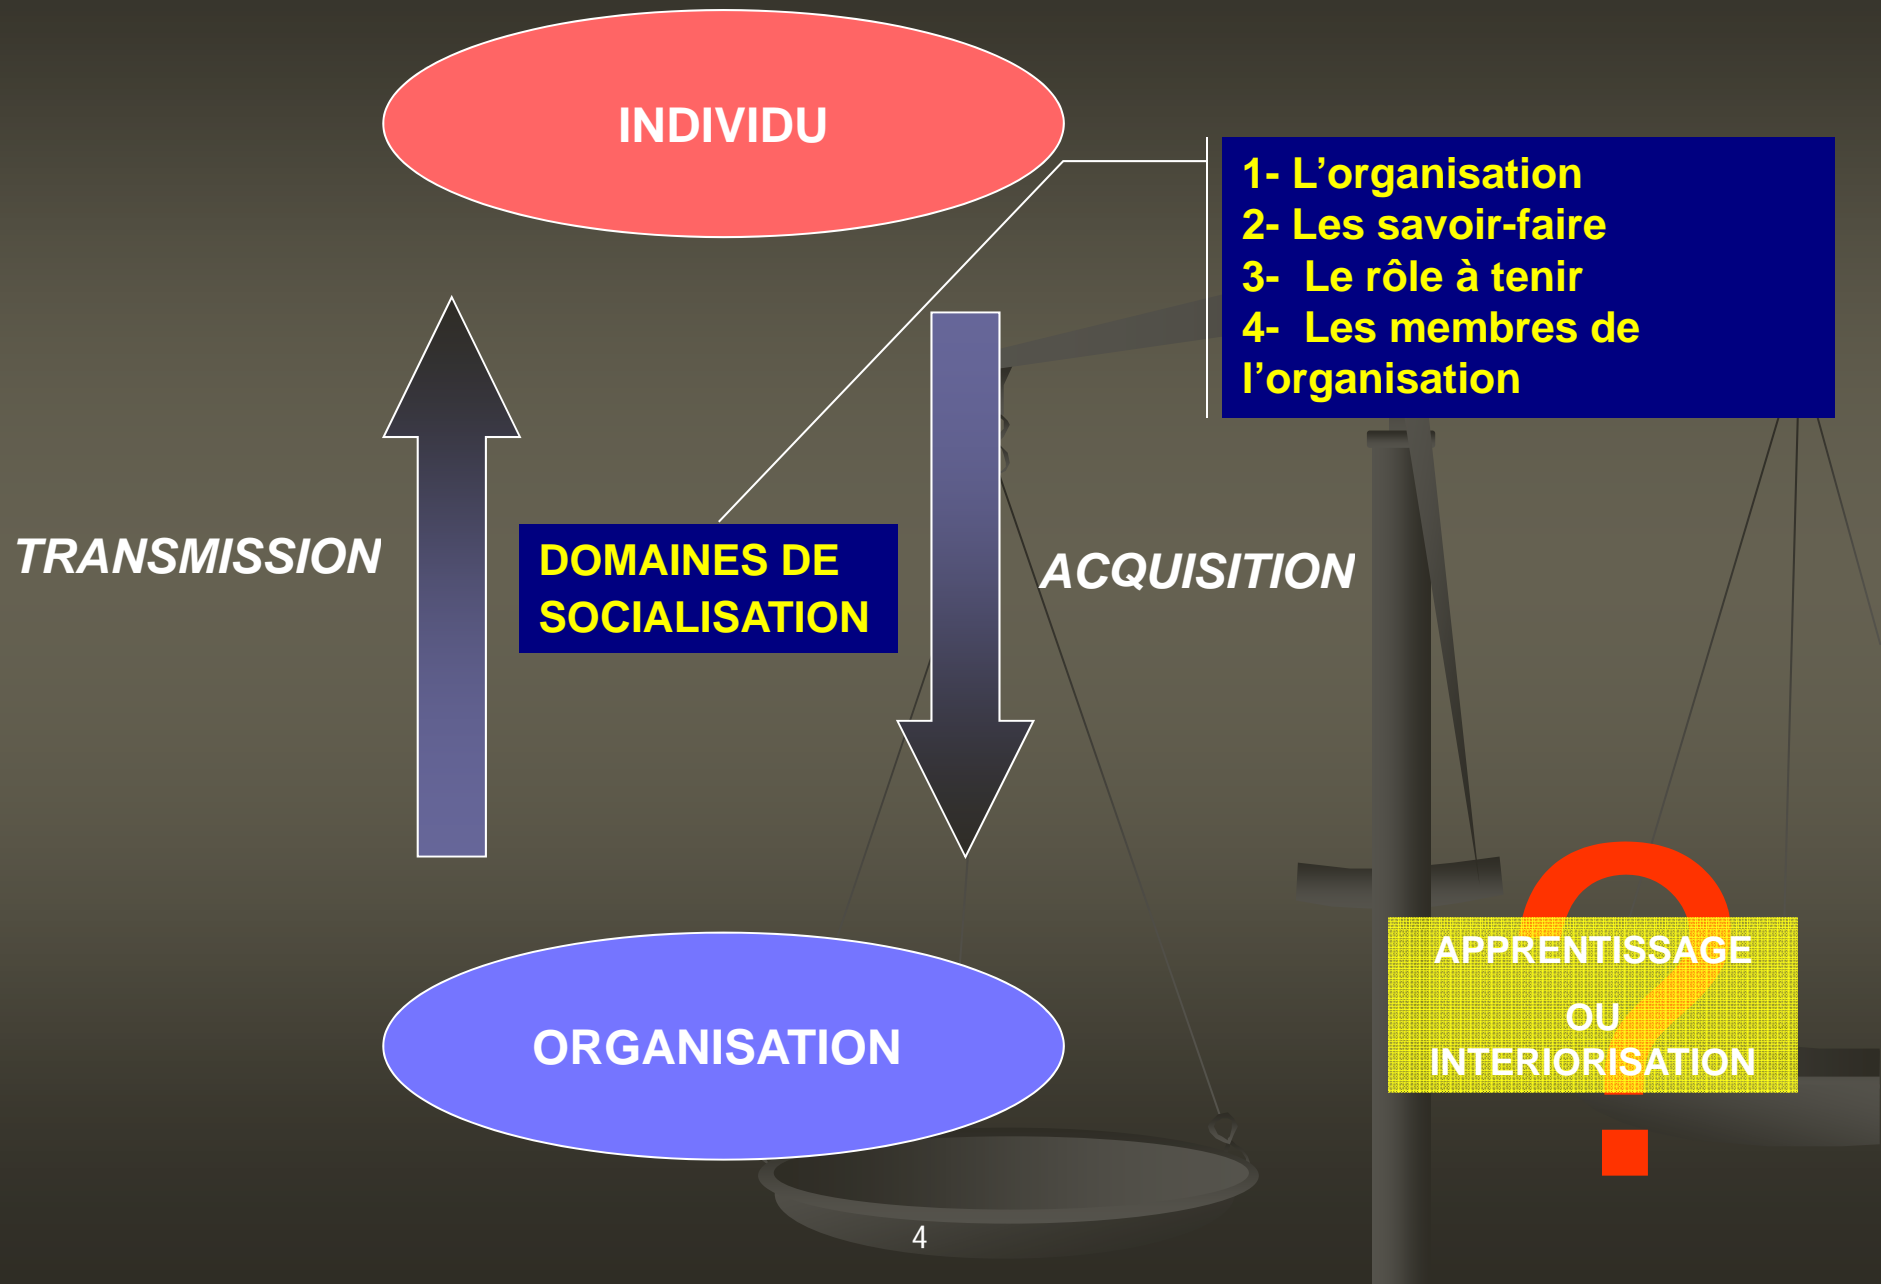 INDIVIDU
1- L’organisation
2- Les savoir-faire
3- Le rôle à tenir
4- Les membres de
l’organisation
TRANSMISSION
DOMAINES DE
SOCIALISATION
ACQUISITION
?
APPRENTISSAGE
OU
INTERIORISATION
ORGANISATION
4